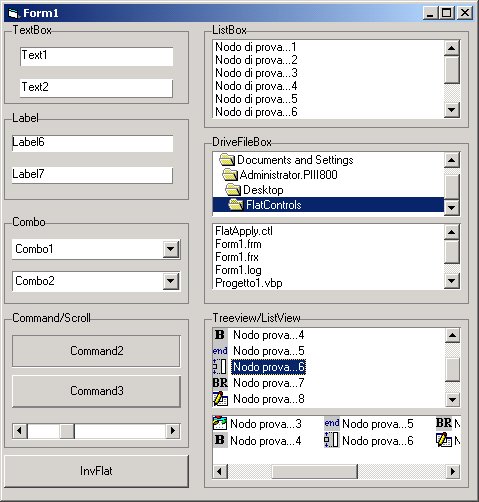 Form1
TextBox
Text1
Text2
Label
Label6
Label7
Combo
Combo1
Combo2
Command/Scroll
Command2
Command3
InvFlat
ListBox
Nodo di prova...1
Nodo di prova...2
Nodo di prova...3
Nodo di prova...4
Nodo di prova...5
Nodo di prova...6
DriveFileBox
Documents and Settings
Administrator.PIII800
Desktop
FlatControls
FlatApply.ctl
Form1.frm
Form1.frx
Form1.log
Progetto1.vbp
Treeview/ListView
B Nodo prova...4
end Nodo prova...5
Nodo prova...6
BR Nodo prova...7
Nodo prova...8
Nodo prova...3 end Nodo prova...5 BR N
B Nodo prova...4 Nodo prova...6 N